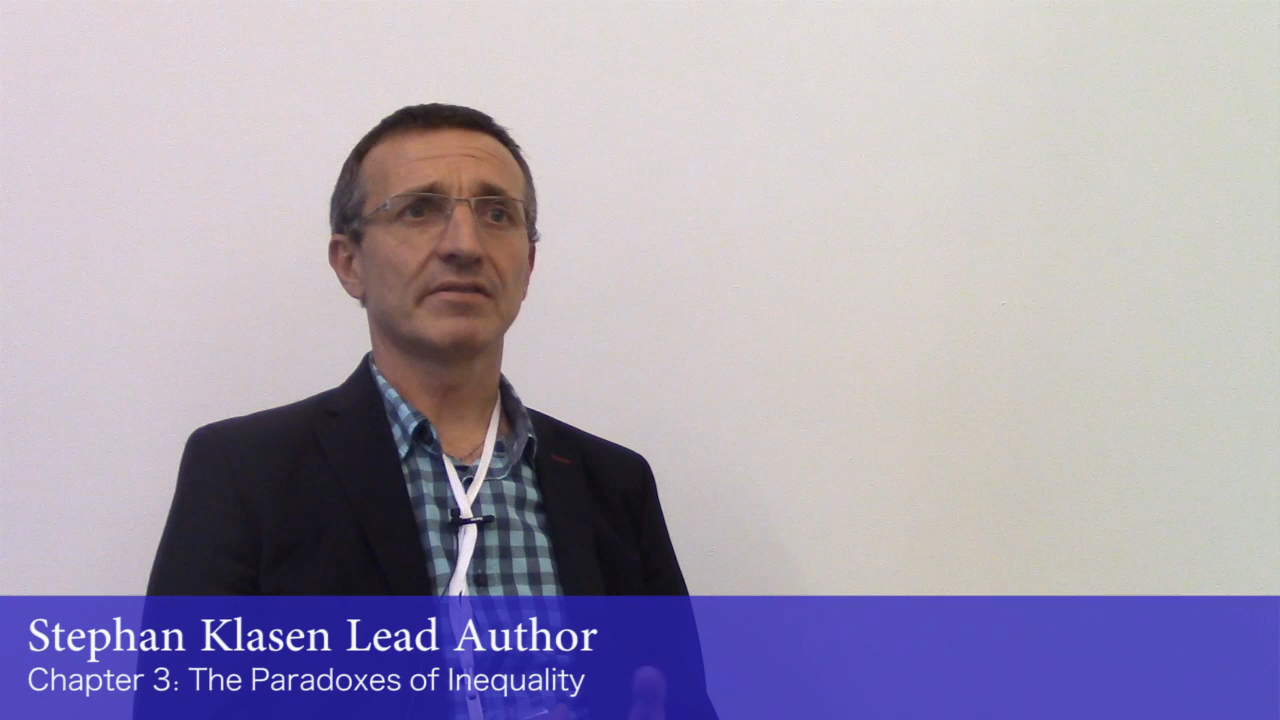 Stephan Klasen Lead Author
Chapter 3: The Paradoxes of Inequality